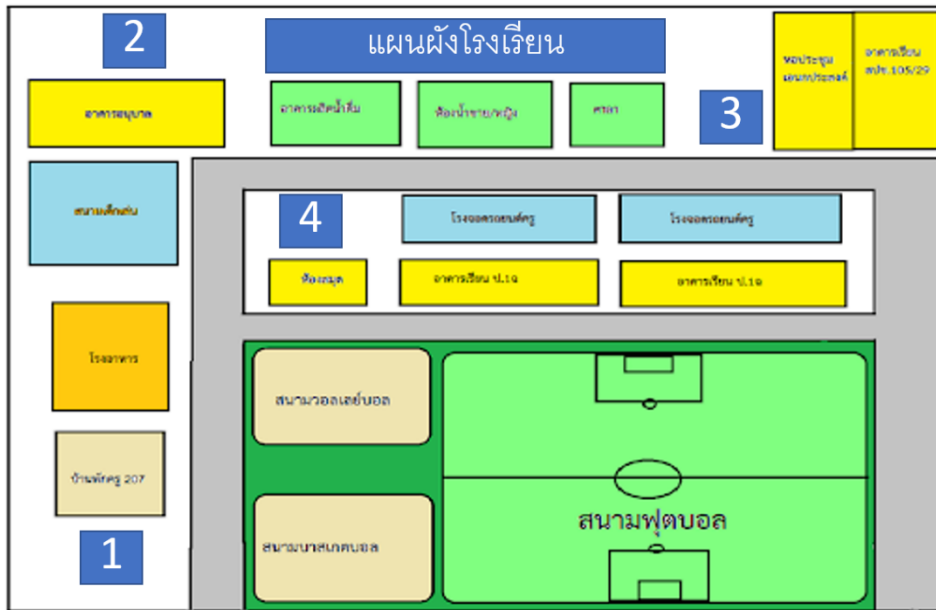 2
แผนผังโรงเรียน
3
หอประชุม
เอนกประสงค์
อาคารเรียน
สปช.105/29
อาคารอนุบาล
อาคารผลิตน้ำดื่ม
ห้องน้ำชาย/หญิง
ศาลา
สนามเด็กเล่น
4
โรงจอดรถยนต์ครู
โรงจอดรถยนต์ครู
ห้องสมุด
อาคารเรียน ป.1ฉ
อาคารเรียน ป.1ฉ
โรงอาหาร
สนามวอลเลย์บอล
บ้านพักครู 207
สนามบาสเกตบอล
สนามฟุตบอล
1